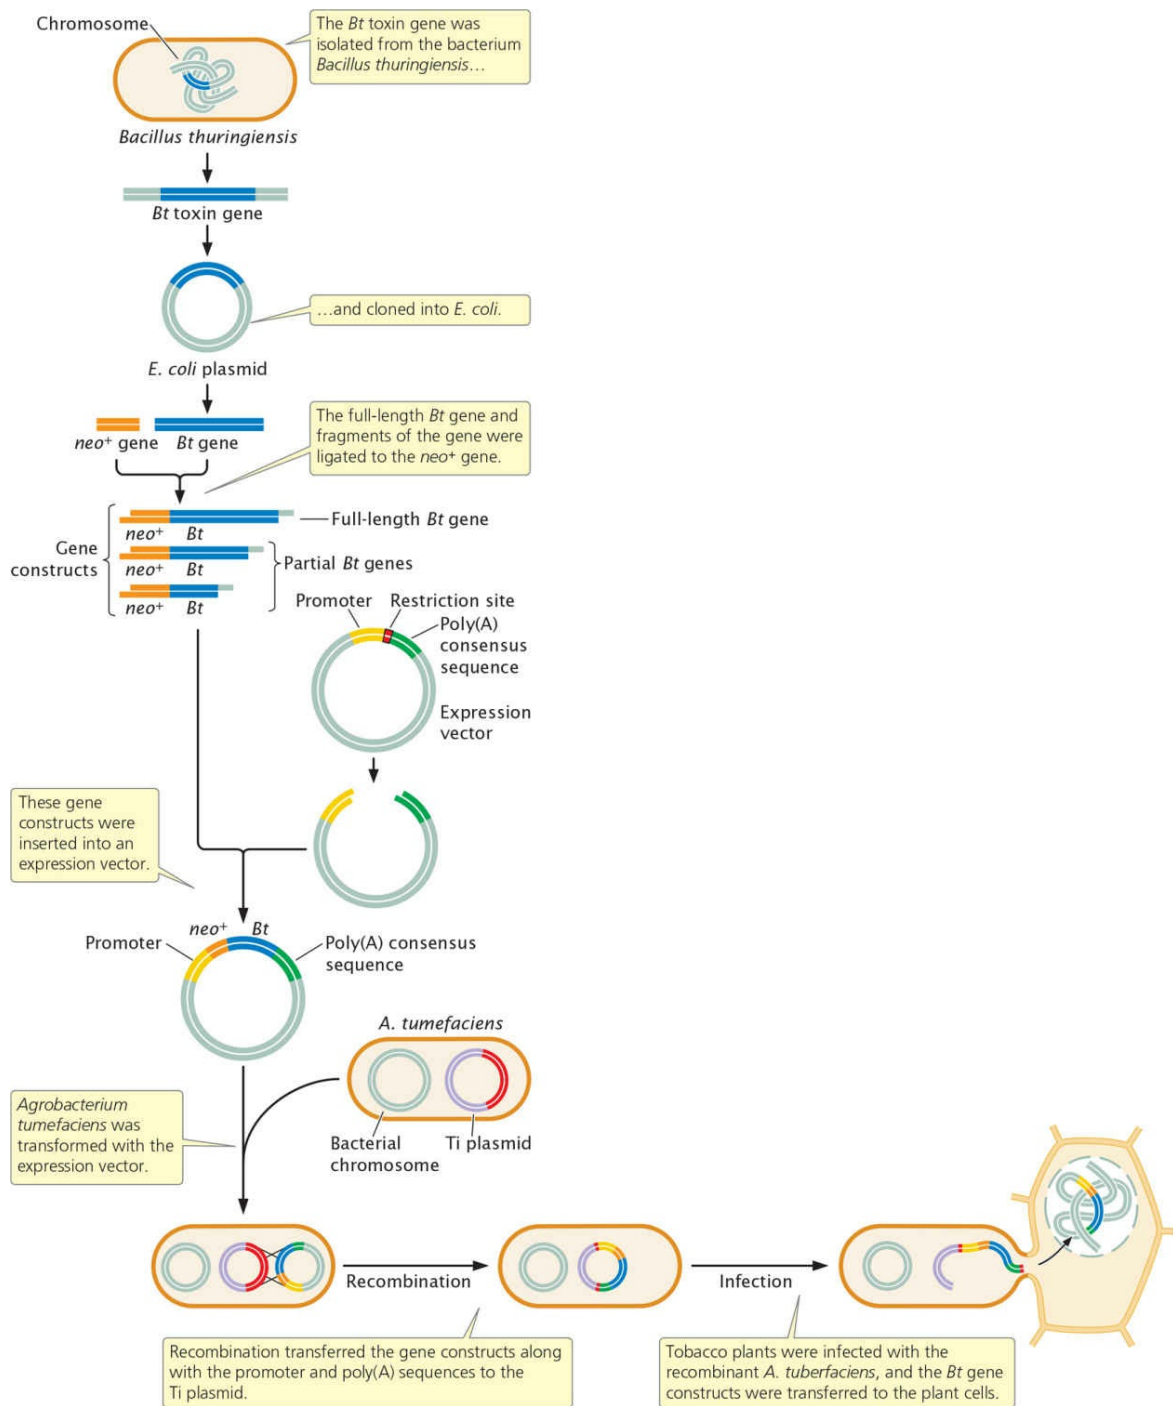 Chromosome
The Bt toxin gene was
isolated from the bacterium
Bacillus thuringiensis…
Bacillus thuringiensis
Bt toxin gene
…and cloned into E. coli.
E. coli plasmid
neo+ gene
Bt gene
The full-length Bt gene and
fragments of the gene were
ligated to the neo+ gene.
Gene
constructs
neo+ Bt
Full-length Bt gene
neo+ Bt
Partial Bt genes
neo+ Bt
Promoter
Restriction site
Poly(A)
consensus
sequence
Expression
vector
These gene
constructs were
inserted into an
expression vector.
neo+ Bt
Promoter
Poly(A) consensus
sequence
A. tumefaciens
Bacterial
chromosome
Ti plasmid
Agrobacterium
tumefaciens was
transformed with the
expression vector.
Recombination
Infection
Recombination transferred the gene constructs along
with the promoter and poly(A) sequences to the
Ti plasmid.
Tobacco plants were infected with the
recombinant A. tuberfaciens, and the Bt gene
constructs were transferred to the plant cells.